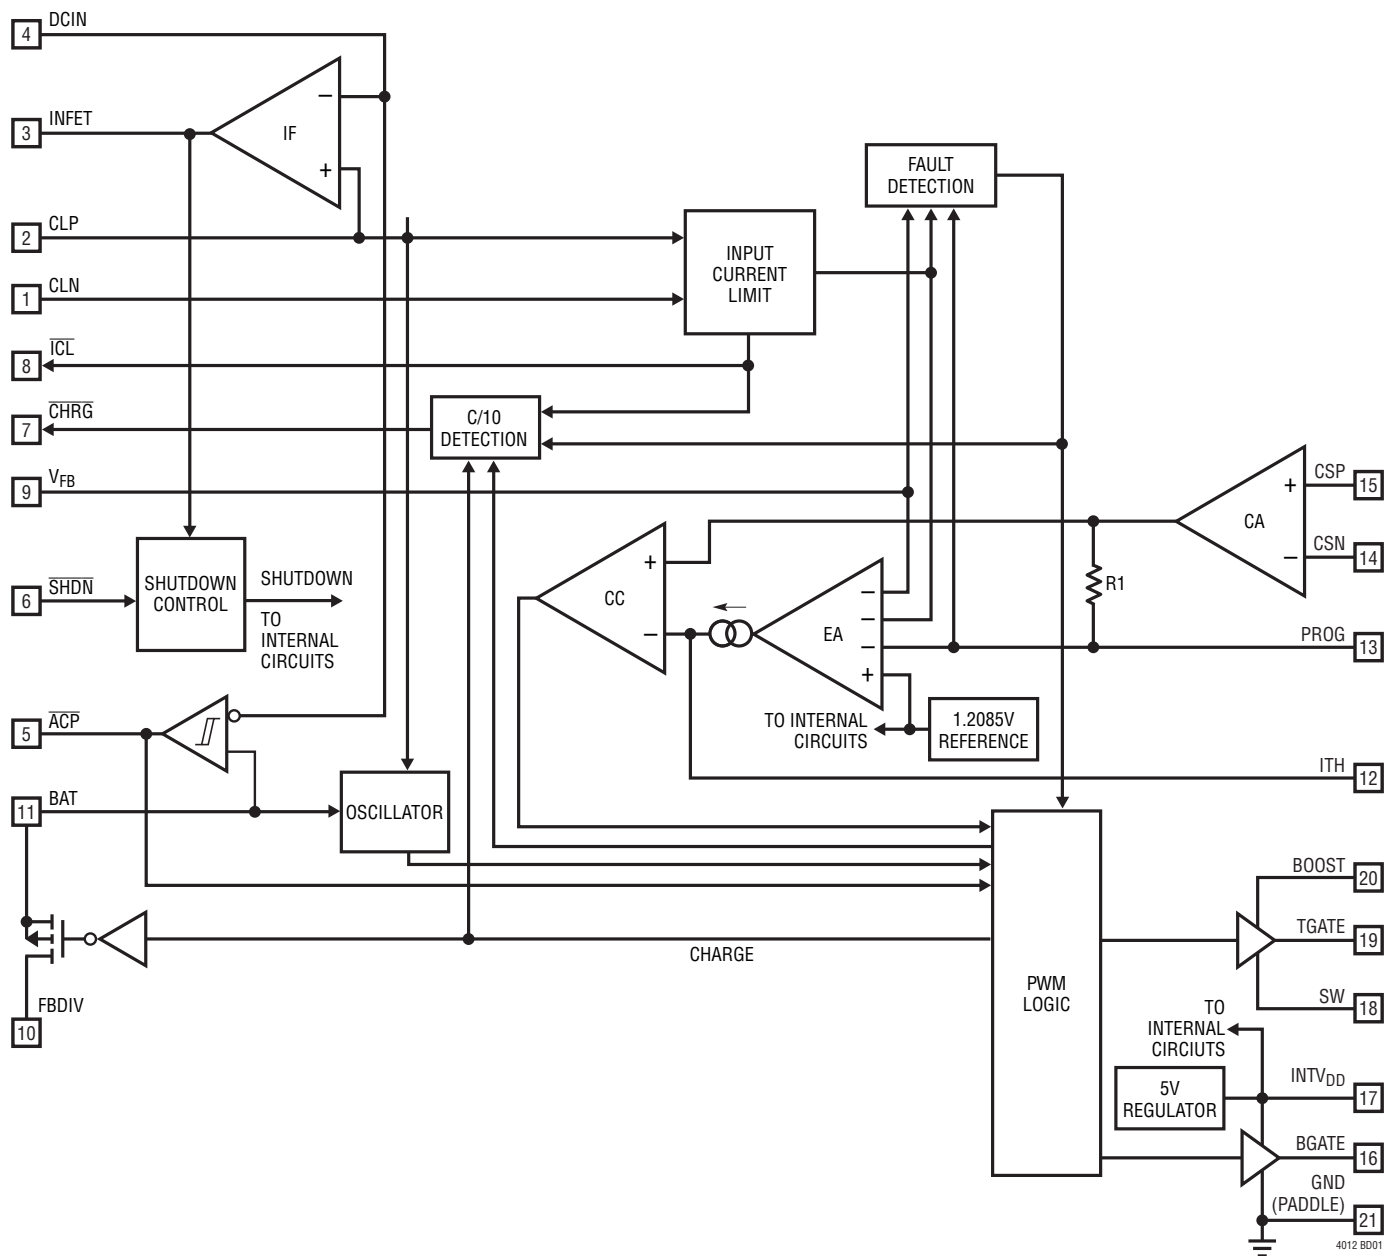 4
DCIN
3
INFET
IF
−
+
2
CLP
1
CLN
8
ICL
7
CHRG
9
VFB
6
SHDN
5
ACP
11
BAT
FBDIV
10
FAULT
DETECTION
INPUT
CURRENT
LIMIT
C/10
DETECTION
SHUTDOWN
CONTROL
SHUTDOWN
TO
INTERNAL
CIRCUITS
OSCILLATOR
CC
+
−
EA
−
−
−
+
TO INTERNAL
CIRCUITS
1.2085V
REFERENCE
CA
+
−
R1
CSP
15
CSN
14
PROG
13
ITH
12
CHARGE
PWM
LOGIC
BOOST
20
TGATE
19
SW
18
TO
INTERNAL
CIRCIUTS
5V
REGULATOR
INTVDD
17
BGATE
16
GND
(PADDLE)
21
4012 BD01